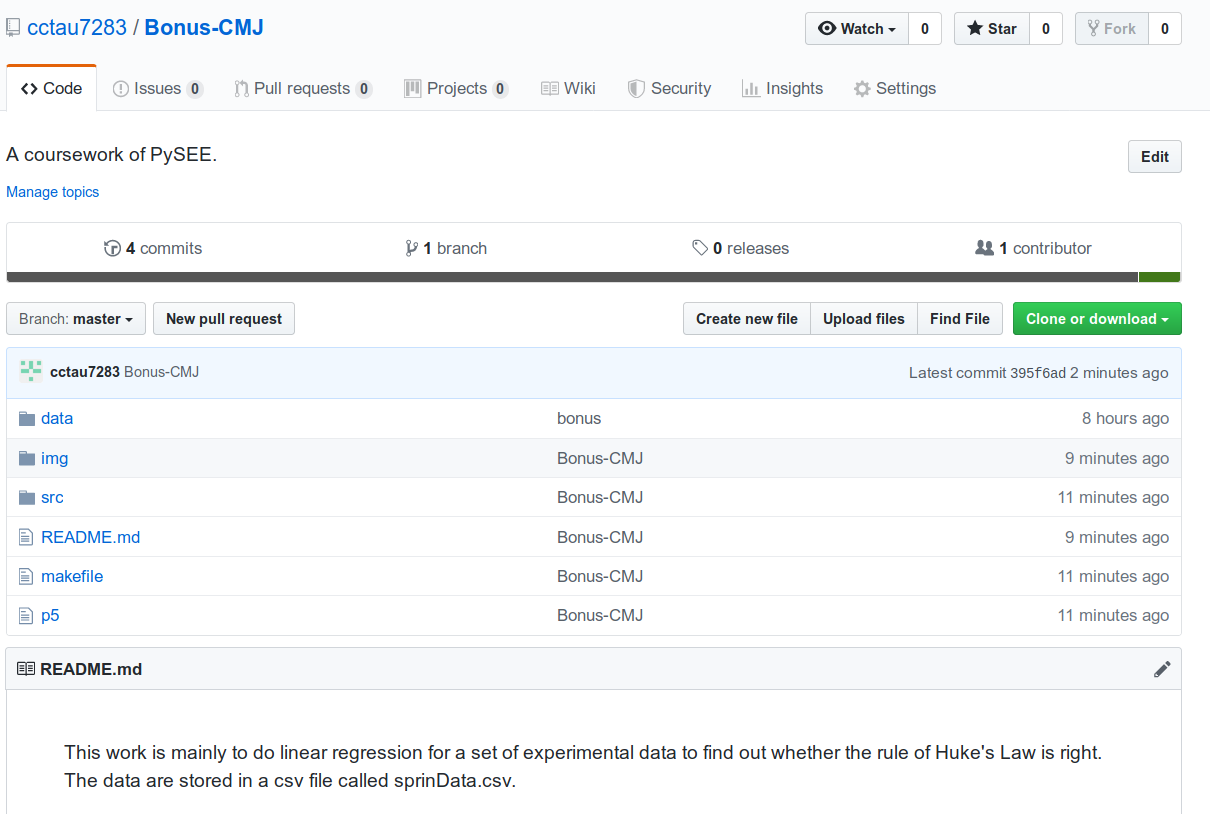 cctau7283 / Bonus-CMJ
Watch 0 Star 0 Fork 0
Code Issues 0 Pull requests 0 Projects 0 Wiki Security Insights Settings
A coursework of PySEE.
Edit
Manage topics
4 commits 1 branch 0 releases 1 contributor
Branch: master New pull request Create new file Upload files Find File Clone or download
cctau7283 Bonus-CMJ Latest commit 395f6ad 2 minutes ago
data bonus 8 hours ago
img Bonus-CMJ 9 minutes ago
src Bonus-CMJ 11 minutes ago
README.md Bonus-CMJ 9 minutes ago
makefile Bonus-CMJ 11 minutes ago
p5 Bonus-CMJ 11 minutes ago
README.md
This work is mainly to do linear regression for a set of experimental data to find out whether the rule of Huke's Law is right.
The data are stored in a csv file called sprinData.csv.